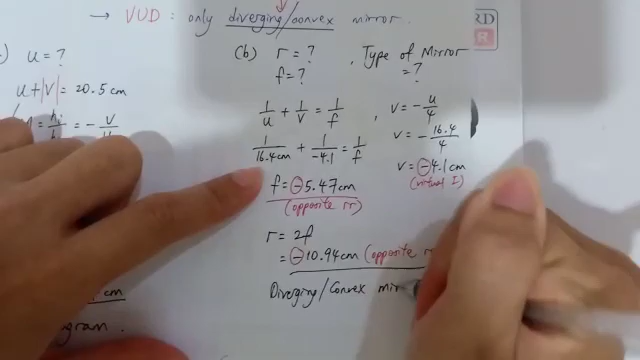 → VUD : only diverging/convex mirror.
u = ?
u + |v| = 20.5 cm
= - v/u
(b) r = ? , Type of Mirror
f = ? = ?
1/u + 1/v = 1/f , v = - u/4
1/16.4cm + 1/-4.1 = 1/f v = - 16.4/4
v = -4.1 cm
f = -5.47 cm (virtual I)
(opposite rr)
r = 2f
= -10.94 cm (opposite
Diverging/Convex mir
cm
gram.
RD
R